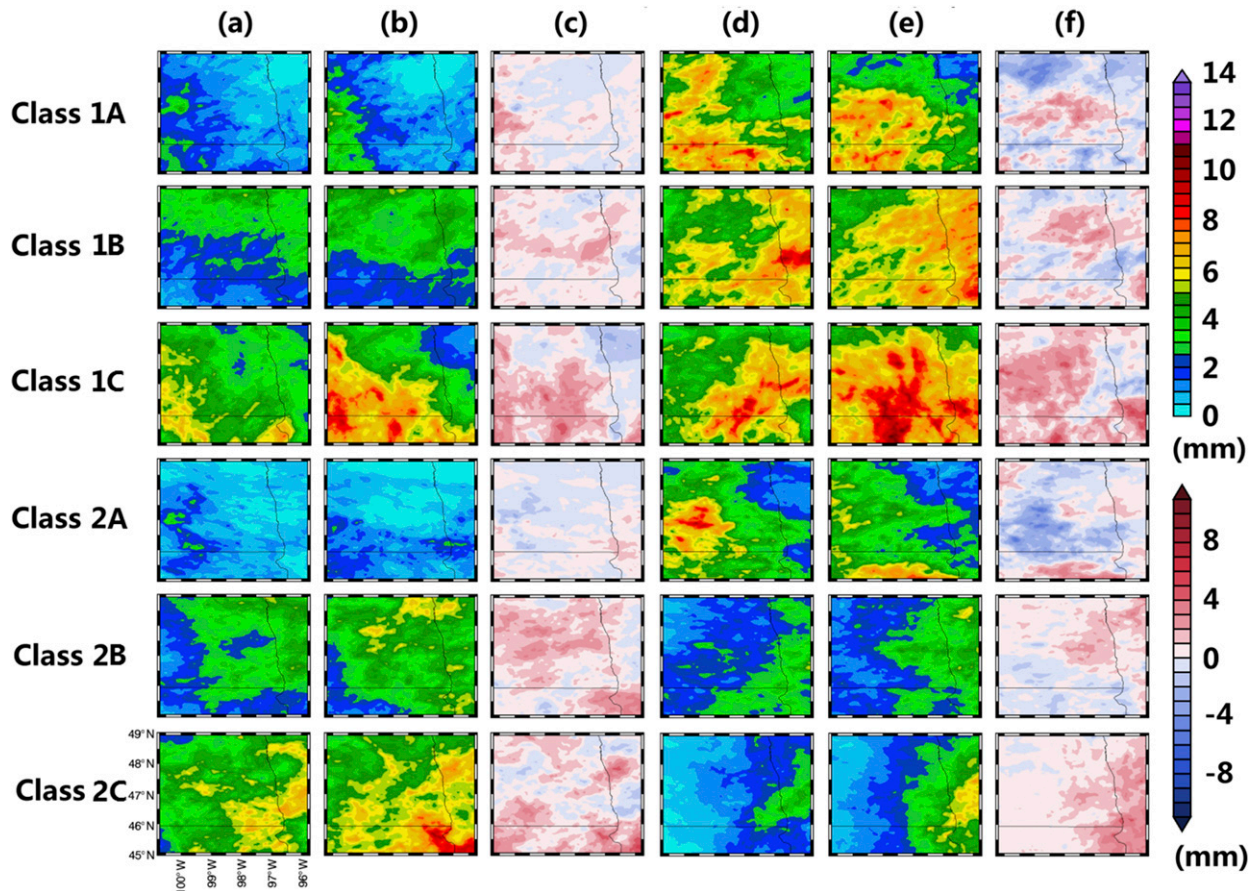 (a) (b) (c) (d) (e) (f)
Class 1A
Class 1B
Class 1C
Class 2A
Class 2B
Class 2C
49°N
48°N
47°N
46°N
45°N
100°W 99°W 98°W 97°W 96°W
14
12
10
8
6
4
2
0
(mm)
8
4
0
-4
-8
(mm)